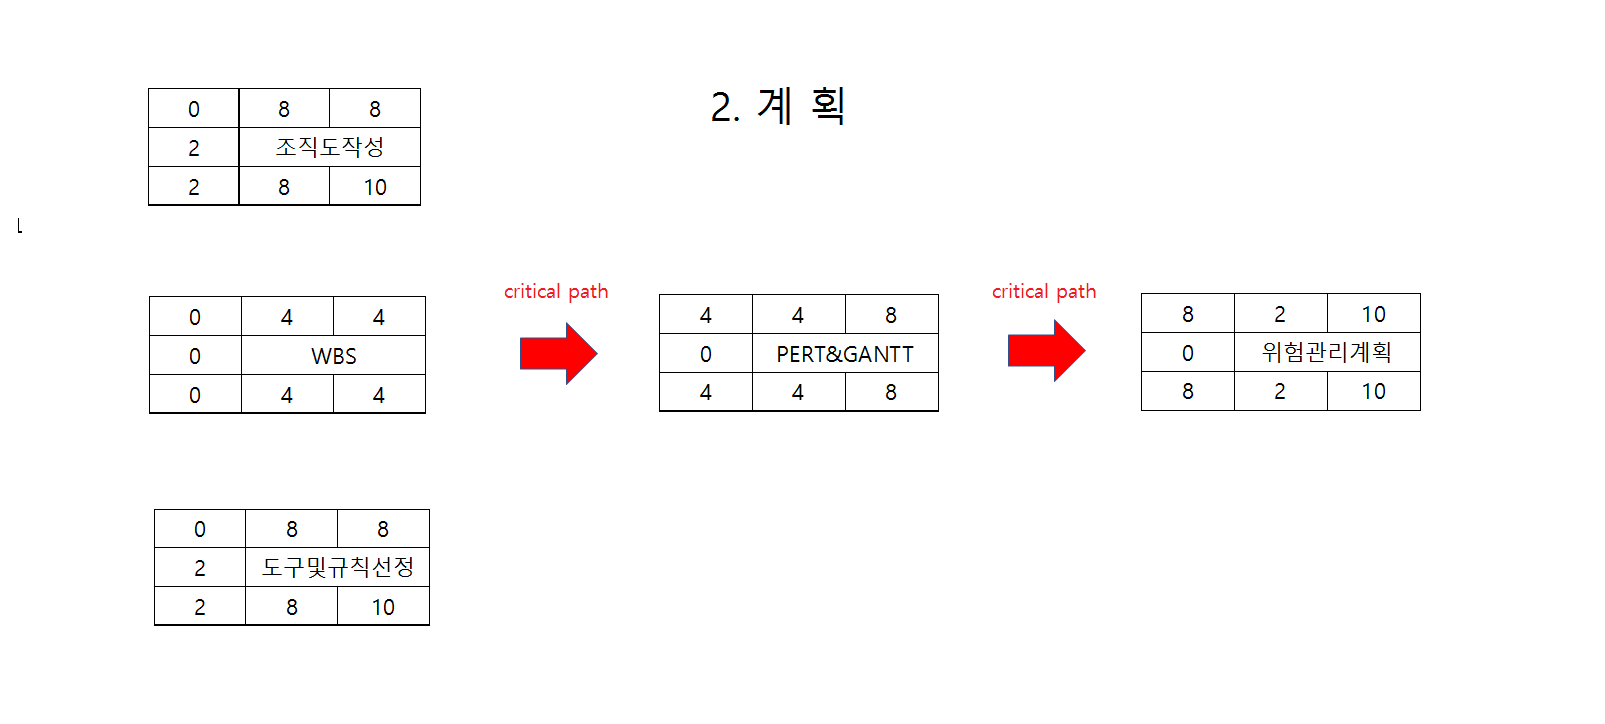 2. 계 획
0 8 8
2 조직도작성
2 8 10
critical path
critical path
0 4 4
0 WBS
0 4 4
4 4 8
0 PERT&GANTT
4 4 8
8 2 10
0 위험관리계획
8 2 10
0 8 8
2 도구및규칙선정
2 8 10